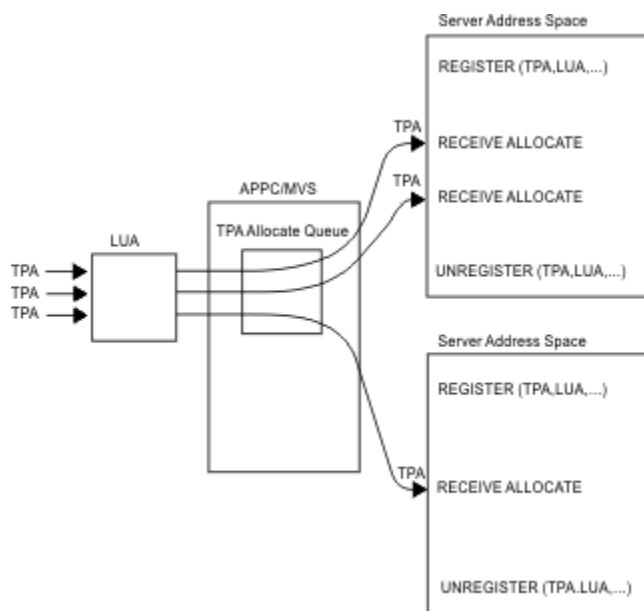 Server Address Space
REGISTER (TPA,LUA,...)
TPA
RECEIVE ALLOCATE
TPA
RECEIVE ALLOCATE
APPC/MVS
TPA Allocate Queue
LUA
TPA
TPA
TPA
UNREGISTER (TPA,LUA,...)
Server Address Space
REGISTER (TPA,LUA,...)
TPA
RECEIVE ALLOCATE
UNREGISTER (TPA.LUA,...)